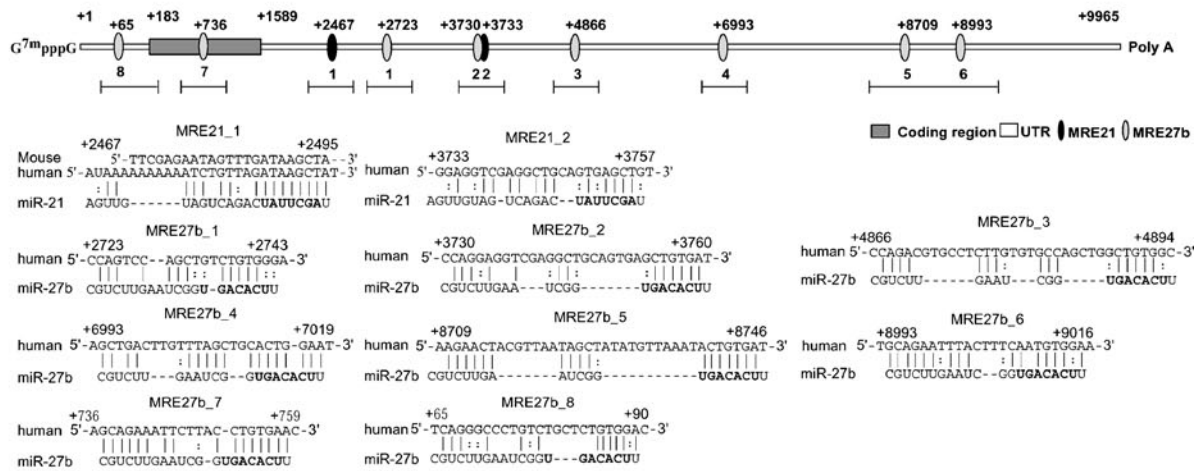 +1 +65 +183 +736 +1589 +2467 +2723 +3730 +3733 +4866 +6993 +8709 +8993 +9965
G7mpppG Poly A
8 7 1 1 2 2 3 4 5 6
Coding region UTR MRE21 MRE27b
MRE21_1
+2467 +2495
Mouse 5'-TTCGAGAATAGTTTGATAAGCTA--3'
human 5'-AUAAAAAAAAAAATCTGTTAGATAAGCTAT-3'
miR-21 AGUUG------UAGUCAGACUAUUCGAU
MRE21_2
+3733 +3757
human 5'-GGAGGTCGAGGCTGCAGTGAGCTGT-3'
miR-21 AGUUGUAG-UCAGAC--UAUUCGAU
MRE27b_1
+2723 +2743
human 5'-CCAGTCC--AGCTGTCTGTGGGA-3'
miR-27b CGUCUUGAAUCGGU-GACACUU
MRE27b_2
+3730 +3760
human 5'-CCAGGAGGTCGAGGCTGCAGTGAGCTGTGAT-3'
miR-27b CGUCUUGAA---UCGG---------UGACACUU
MRE27b_3
+4866 +4894
human 5'-CCAGACGTGCCTCTTGTGTGCCAGCTGGCTGTGGC-3'
miR-27b CGUCUU-------GAAU---CGG------UGACACUU
MRE27b_4
+6993 +7019
human 5'-AGCTGACTTGTTTAGCTGCACTG-GAAT-3'
miR-27b CGUCUU---GAAUCG--GUGACACUU
MRE27b_5
+8709 +8746
human 5'-AAGAACTACGTTAATAGCTATATGTTAAATACTGTGAT-3'
miR-27b CGUCUUGA-------AUCGG------------UGACACUU
MRE27b_6
+8993 +9016
human 5'-TGCAGAATTTACTTTCAATGTGGAA-3'
miR-27b CGUCUUGAAUC--GGUGACACUU
MRE27b_7
+736 +759
human 5'-AGCAGAAATTCTTAC-CTGTGAAC-3'
miR-27b CGUCUUGAAUCG-GUGACACUU
MRE27b_8
+65 +90
human 5'-TCAGGGCCCTGTCTGCTCTGTGGAC-3'
miR-27b CGUCUUGAAUCGGU---GACACUU